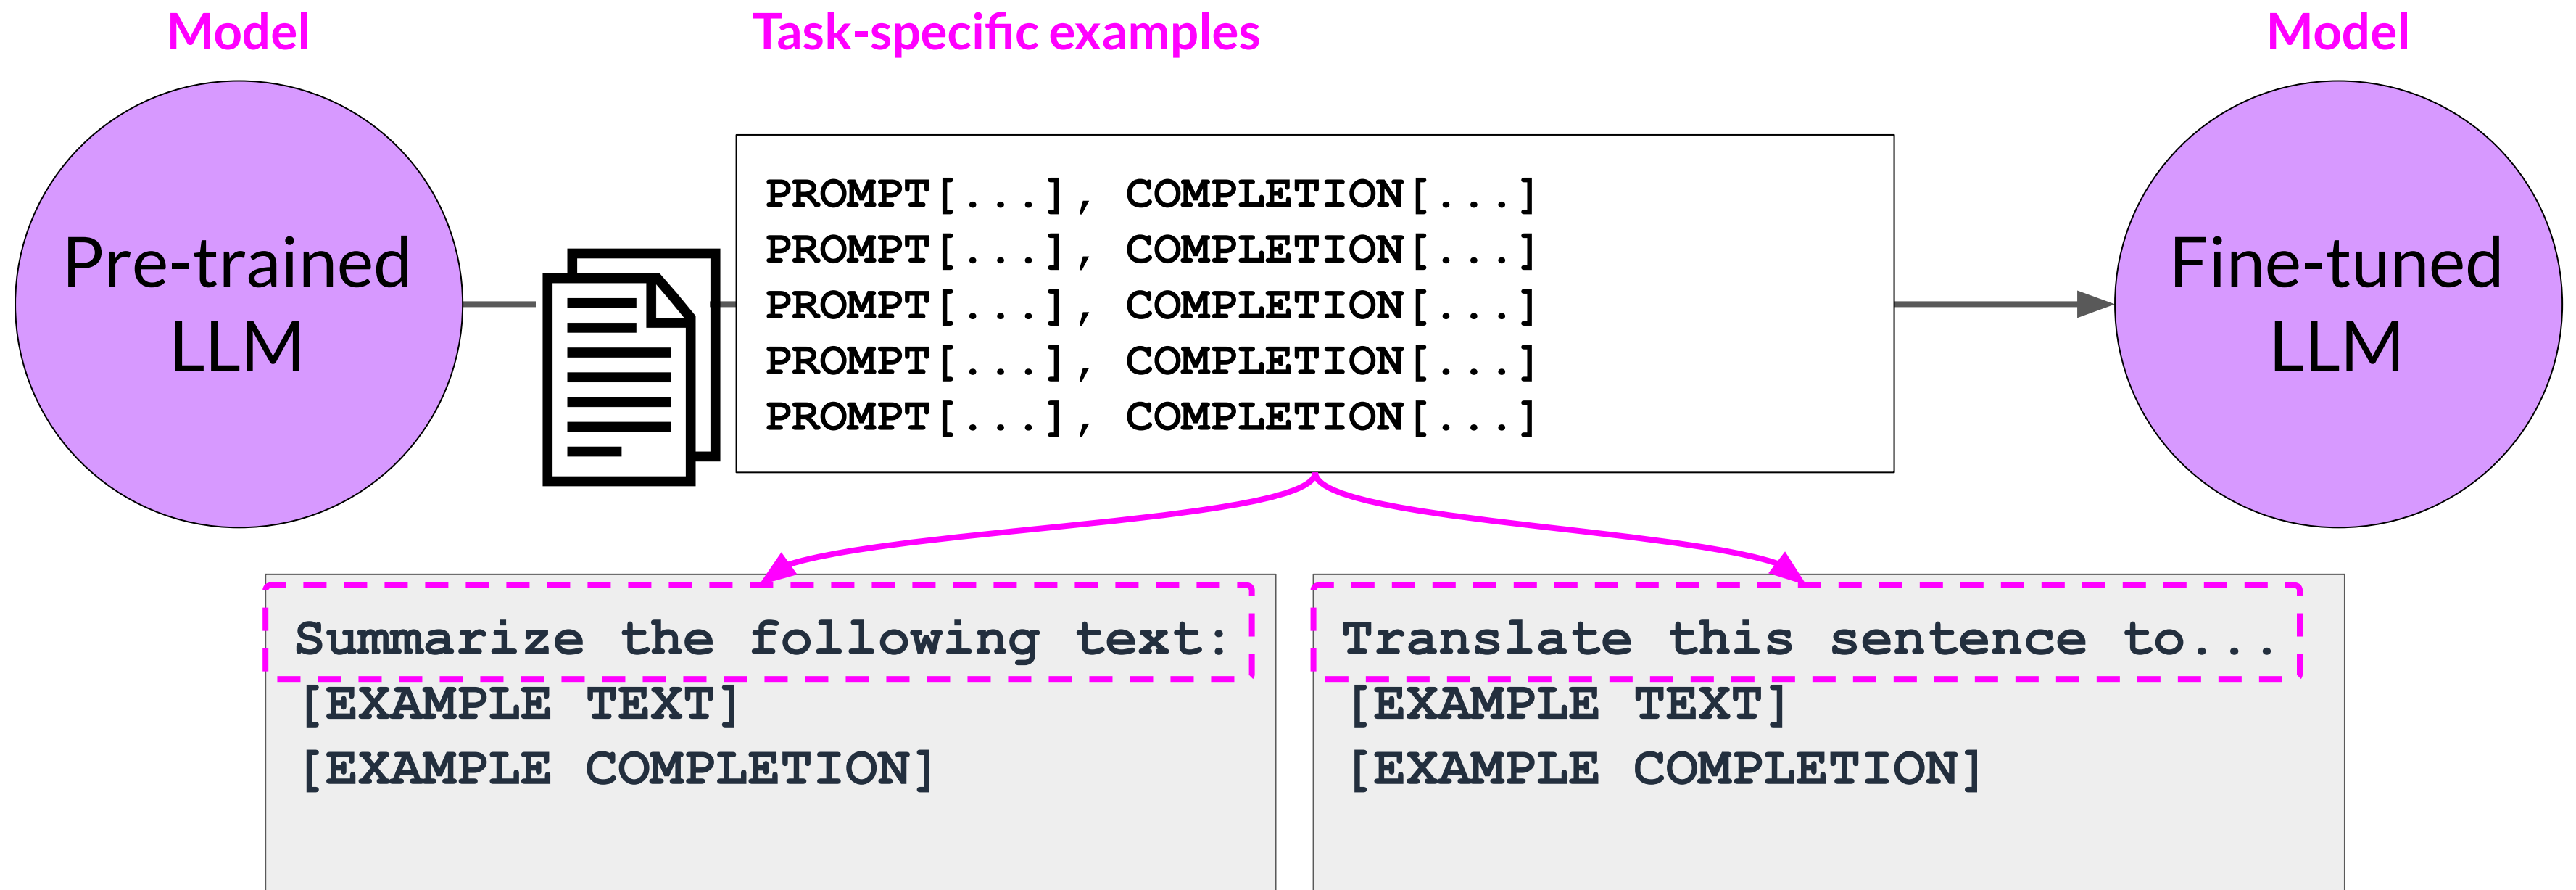 Model
Task-specific examples
Model
Pre-trained
LLM
PROMPT[...], COMPLETION[...]
PROMPT[...], COMPLETION[...]
PROMPT[...], COMPLETION[...]
PROMPT[...], COMPLETION[...]
PROMPT[...], COMPLETION[...]
Fine-tuned
LLM
Summarize the following text:
[EXAMPLE TEXT]
[EXAMPLE COMPLETION]
Translate this sentence to...
[EXAMPLE TEXT]
[EXAMPLE COMPLETION]